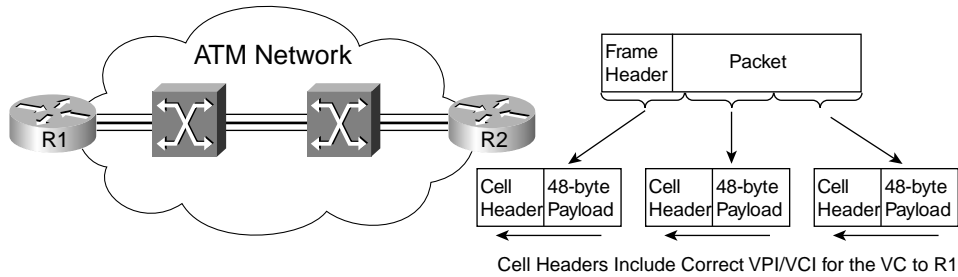 ATM Network
R1
R2
Frame
Header
Packet
Cell
Header
48-byte
Payload
Cell
Header
48-byte
Payload
Cell
Header
48-byte
Payload
Cell Headers Include Correct VPI/VCI for the VC to R1